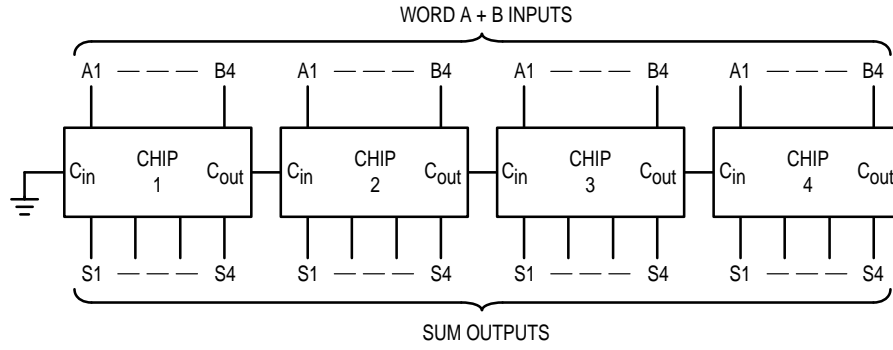 WORD A + B INPUTS
A1 — — — B4 A1 — — — B4 A1 — — — B4 A1 — — — B4
Cin CHIP 1 Cout Cin CHIP 2 Cout Cin CHIP 3 Cout Cin CHIP 4 Cout
S1 — — — S4 S1 — — — S4 S1 — — — S4 S1 — — — S4
SUM OUTPUTS